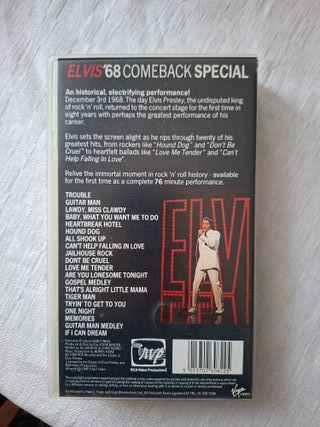 ELVIS '68 COMEBACK SPECIAL
An historical, electrifying performance!
December 3rd 1968. The day Elvis Presley, the undisputed king
of rock 'n' roll, returned to the concert stage for the first time in
eight years with perhaps the greatest performance of his
career.
Elvis sets the screen alight as he rips through twenty of his
greatest hits, from rockers like "Hound Dog" and "Don't Be
Cruel" to heartfelt ballads like "Love Me Tender" and "Can't
Help Falling In Love".
Relive the immortal moment in rock 'n' roll history - available
for the first time as a complete 76 minute performance.
TROUBLE
GUITAR MAN
LAWDY, MISS CLAWDY
BABY, WHAT YOU WANT ME TO DO
HEARTBREAK HOTEL
HOUND DOG
ALL SHOOK UP
CAN'T HELP FALLING IN LOVE
JAILHOUSE ROCK
DONT BE CRUEL
LOVE ME TENDER
ARE YOU LONESOME TONIGHT
GOSPEL MEDLEY
THAT'S ALRIGHT LITTLE MAMA
TIGER MAN
TRYIN' TO GET TO YOU
ONE NIGHT
MEMORIES
GUITAR MAN MEDLEY
IF I CAN DREAM
ELV
RCA Video Productions
Virgin